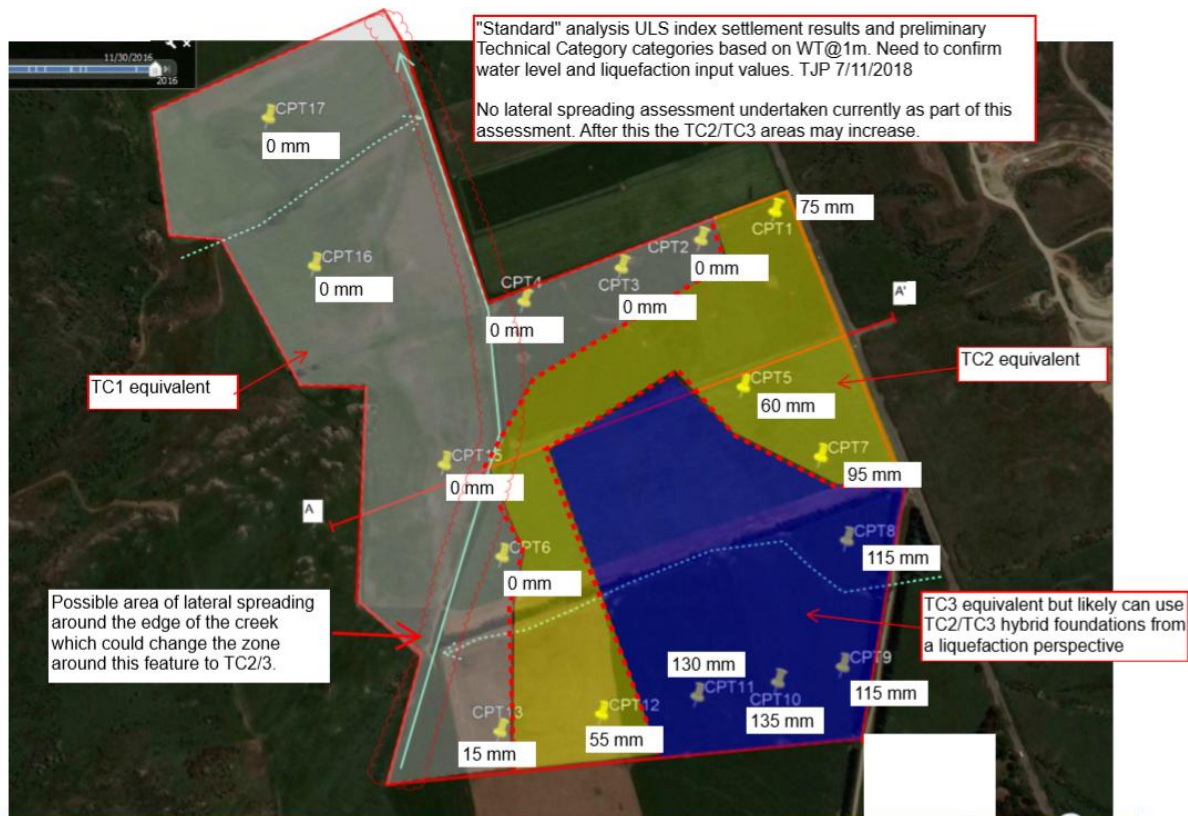 "Standard" analysis ULS index settlement results and preliminary
Technical Category categories based on WT@1m. Need to confirm
water level and liquefaction input values. TJP 7/11/2018
No lateral spreading assessment undertaken currently as part of this
assessment. After this the TC2/TC3 areas may increase.
11/30/2016
2016
CPT17
0 mm
CPT1
75 mm
CPT2
0 mm
CPT3
0 mm
CPT16
0 mm
CPT4
0 mm
A'
TC1 equivalent
TC2 equivalent
CPT5
60 mm
CPT7
95 mm
CPT15
0 mm
A
CPT6
0 mm
CPT8
115 mm
Possible area of lateral spreading
around the edge of the creek
which could change the zone
around this feature to TC2/3.
TC3 equivalent but likely can use
TC2/TC3 hybrid foundations from
a liquefaction perspective
CPT9
115 mm
130 mm
CPT11
CPT10
135 mm
CPT12
55 mm
CPT13
15 mm